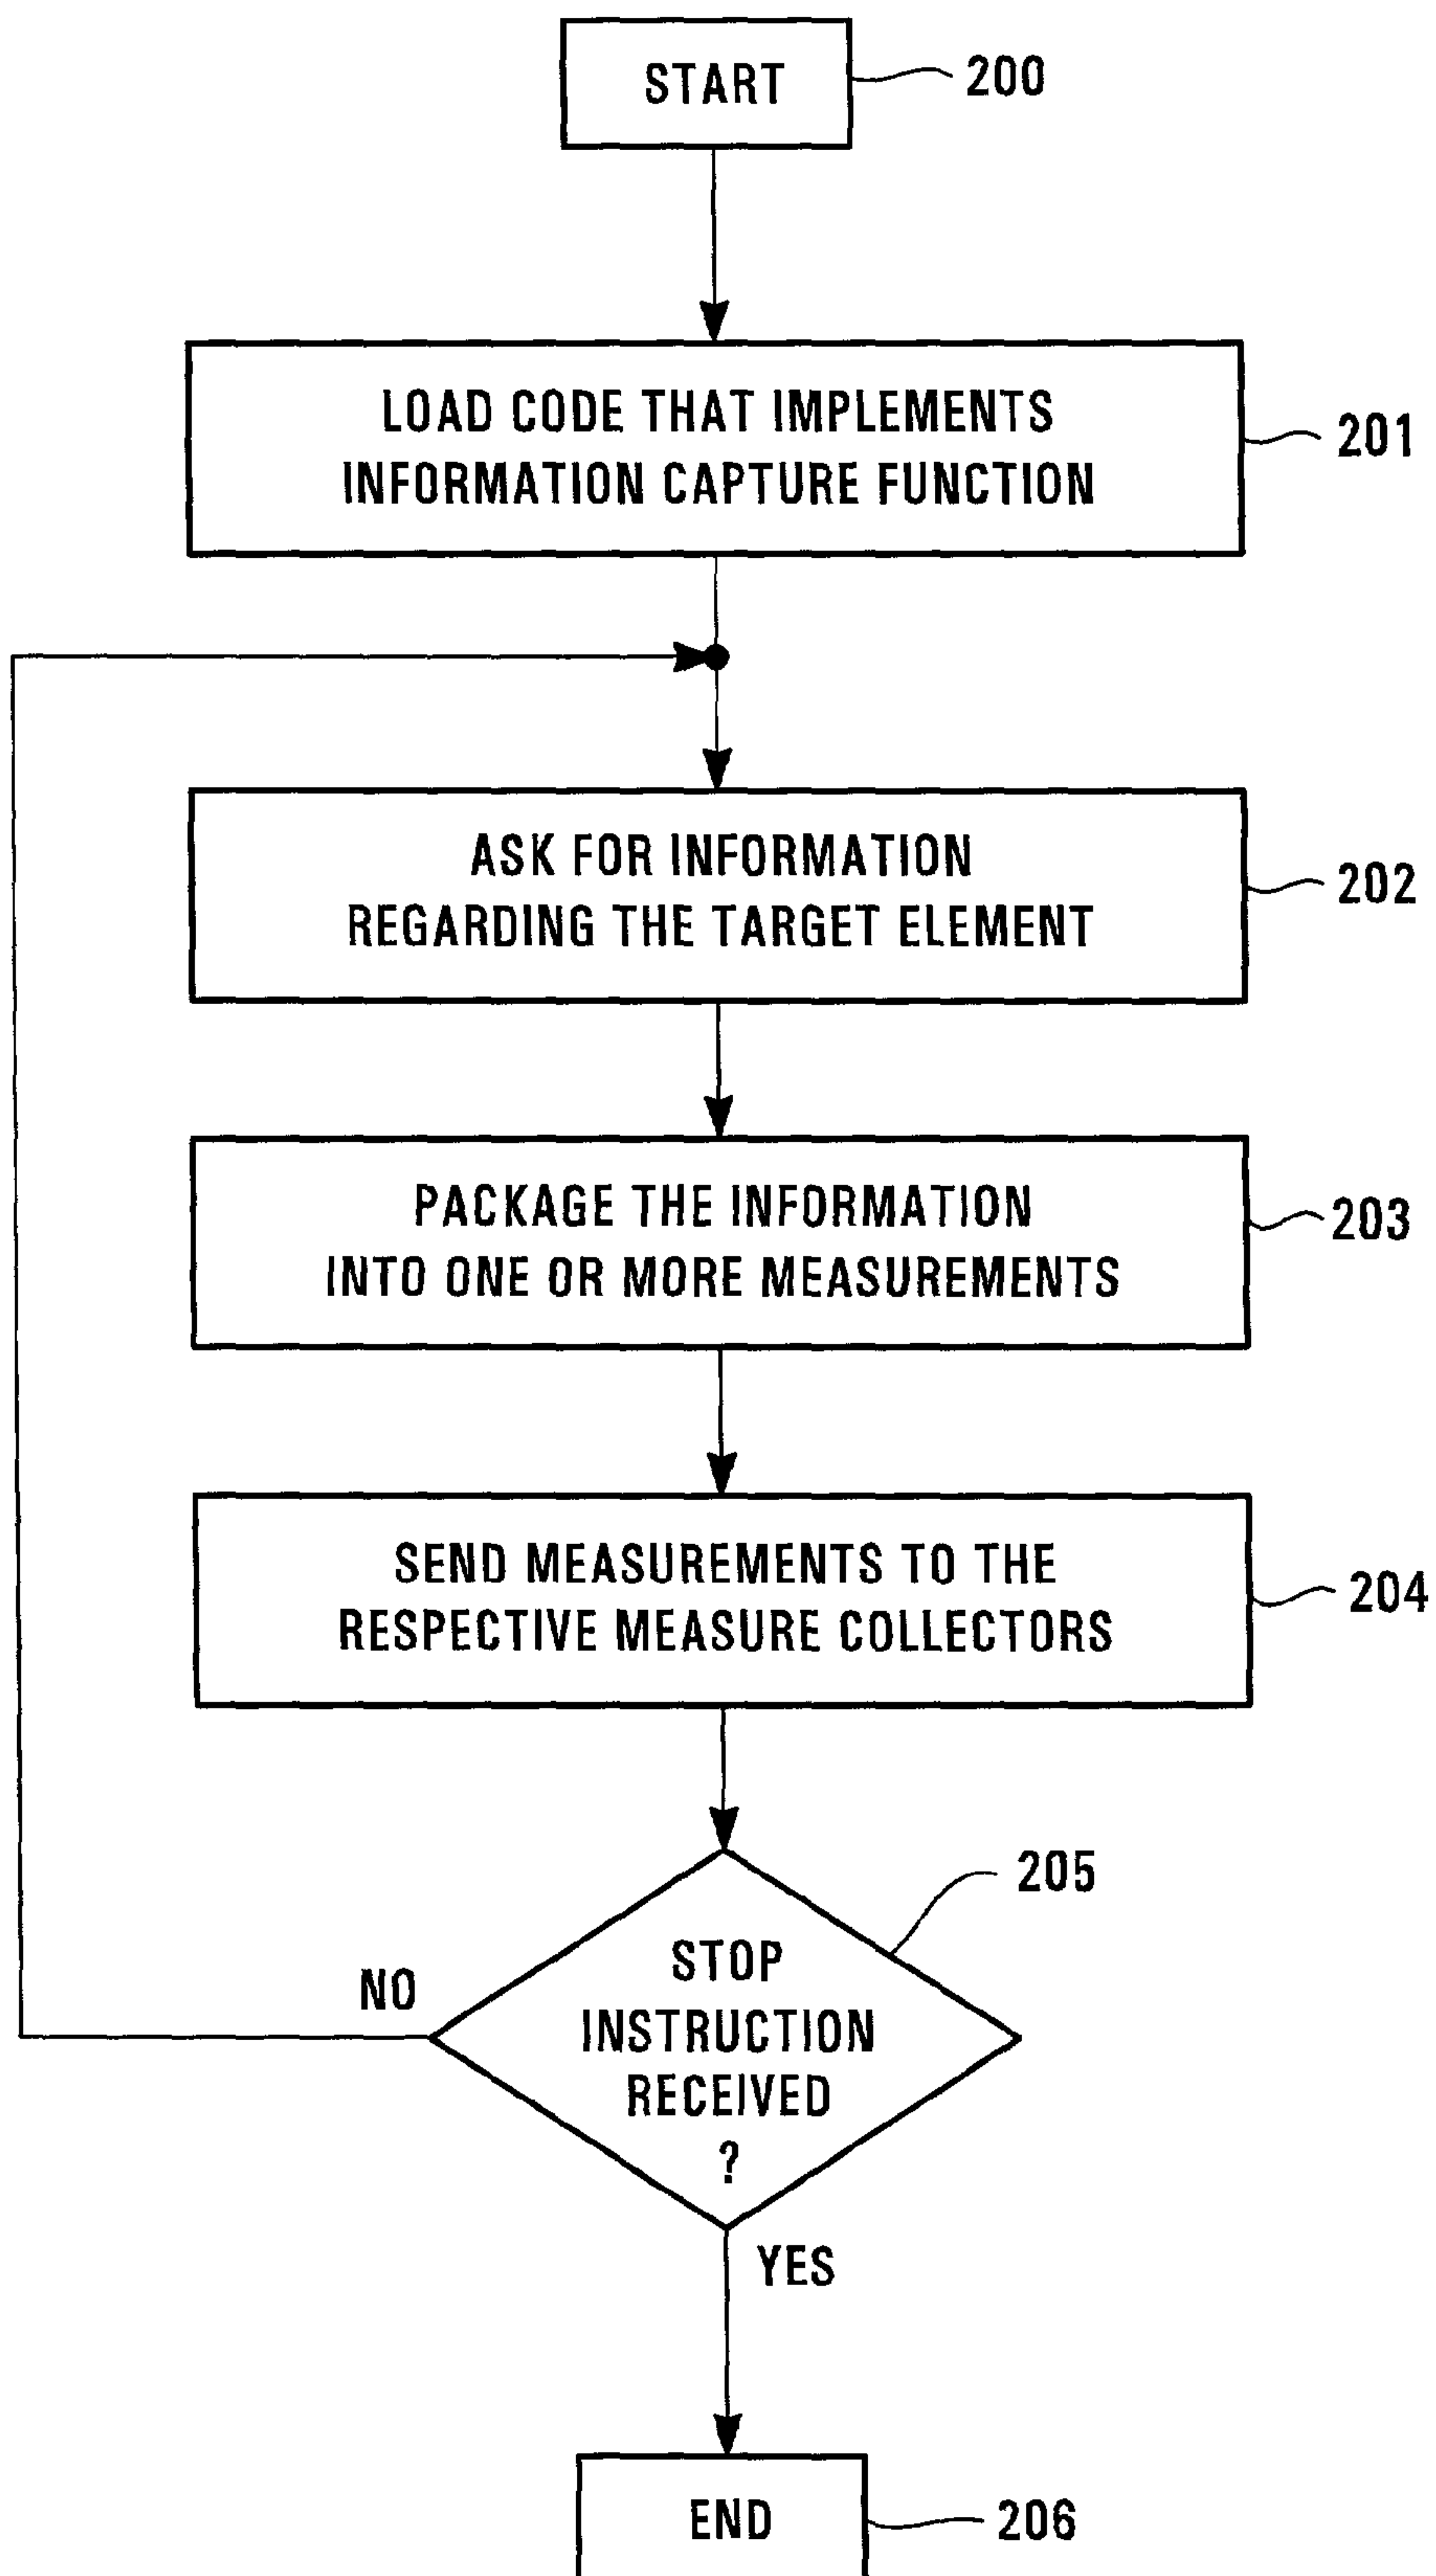 START
200
LOAD CODE THAT IMPLEMENTS
INFORMATION CAPTURE FUNCTION
201
ASK FOR INFORMATION
REGARDING THE TARGET ELEMENT
202
PACKAGE THE INFORMATION
INTO ONE OR MORE MEASUREMENTS
203
SEND MEASUREMENTS TO THE
RESPECTIVE MEASURE COLLECTORS
204
205
STOP
INSTRUCTION
RECEIVED
?
NO
YES
END
206